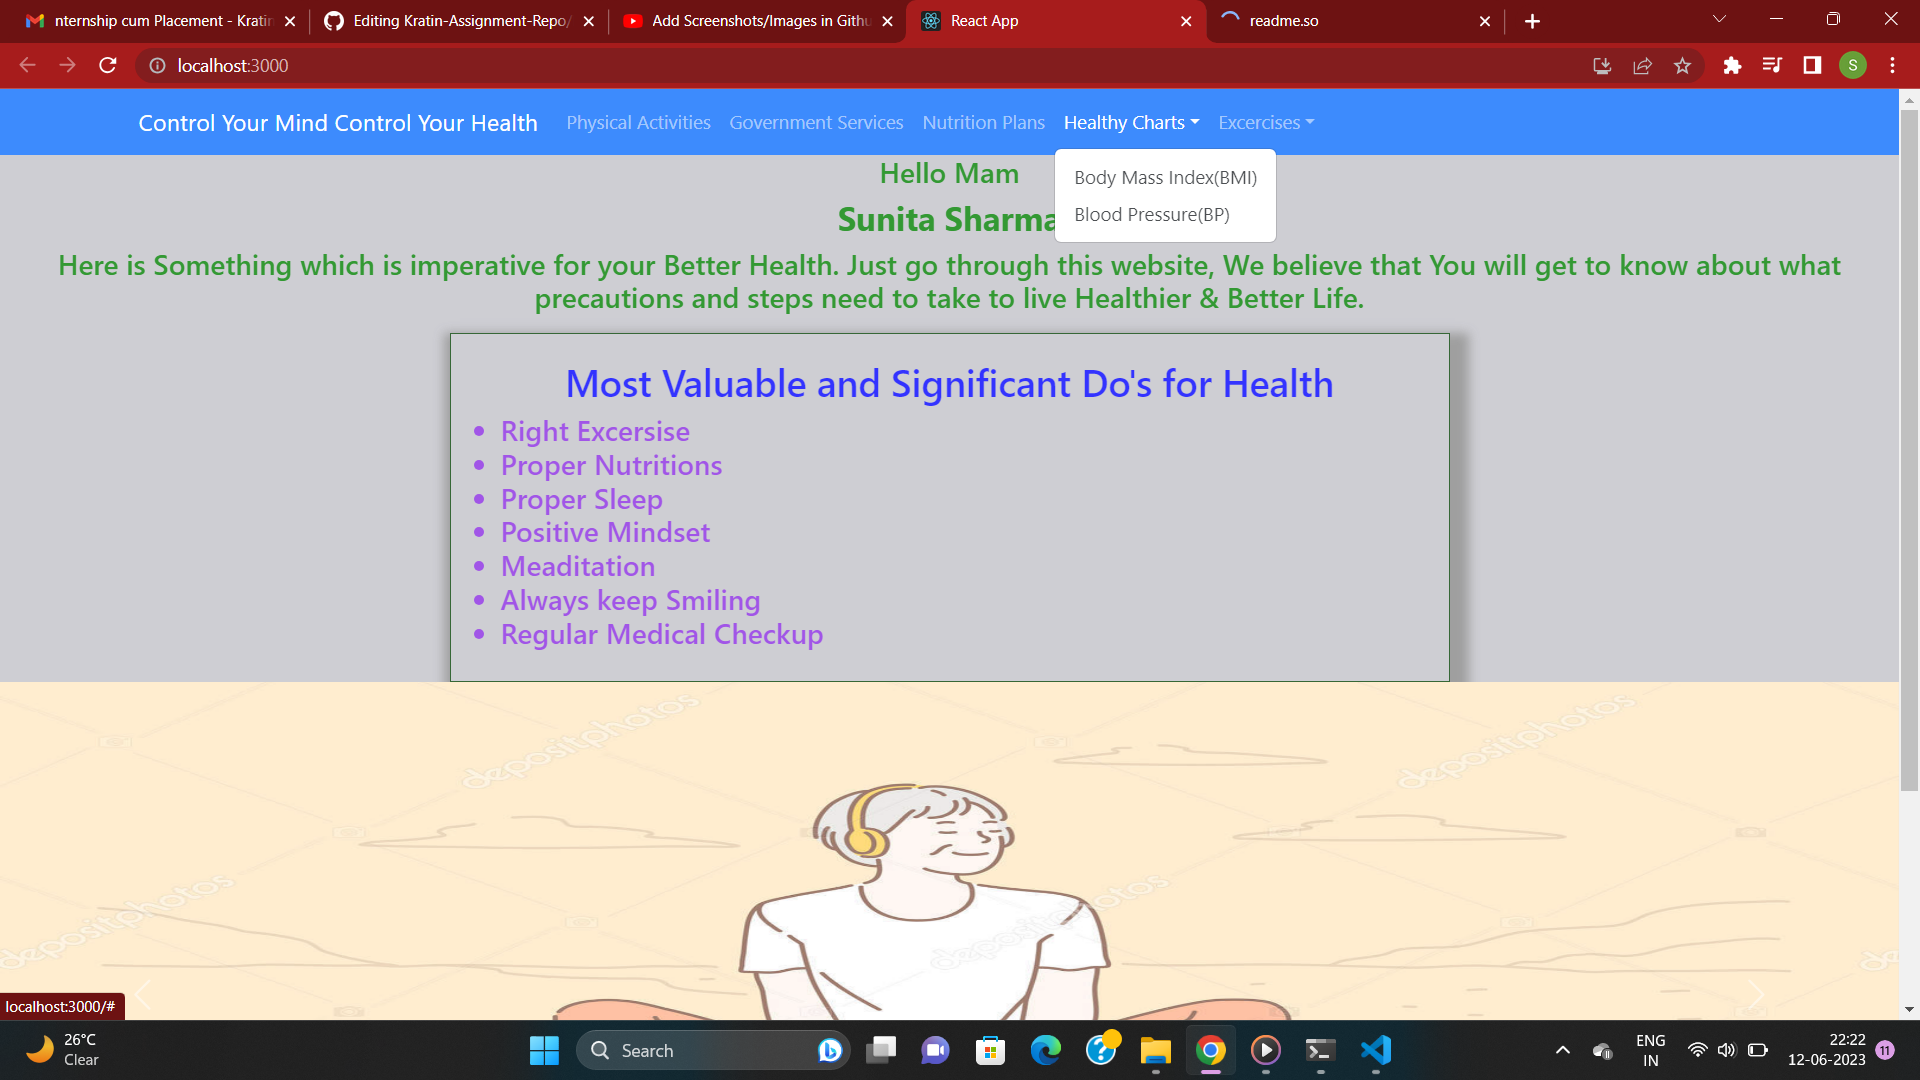 nternship cum Placement - Kratin
Editing Kratin-Assignment-Repo/
Add Screenshots/Images in Githu
React App
readme.so
localhost:3000
S
Control Your Mind Control Your Health
Physical Activities
Government Services
Nutrition Plans
Healthy Charts
Excercises
Body Mass Index(BMI)
Blood Pressure(BP)
Hello Mam
Sunita Sharma
Here is Something which is imperative for your Better Health. Just go through this website, We believe that You will get to know about what
precautions and steps need to take to live Healthier & Better Life.
Most Valuable and Significant Do's for Health
Right Excersise
Proper Nutritions
Proper Sleep
Positive Mindset
Meaditation
Always keep Smiling
Regular Medical Checkup
depositphotos
depositphotos
depositphotos
depositphotos
localhost:3000/#
26°C
Clear
Search
ENG
IN
22:22
12-06-2023
11